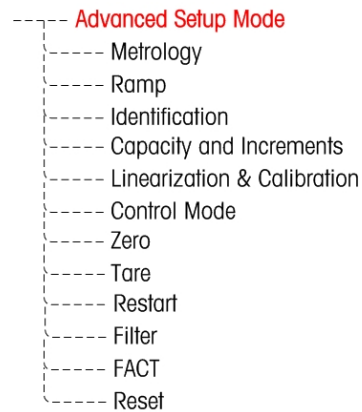 Advanced Setup Mode
Metrology
Ramp
Identification
Capacity and Increments
Linearization & Calibration
Control Mode
Zero
Tare
Restart
Filter
FACT
Reset